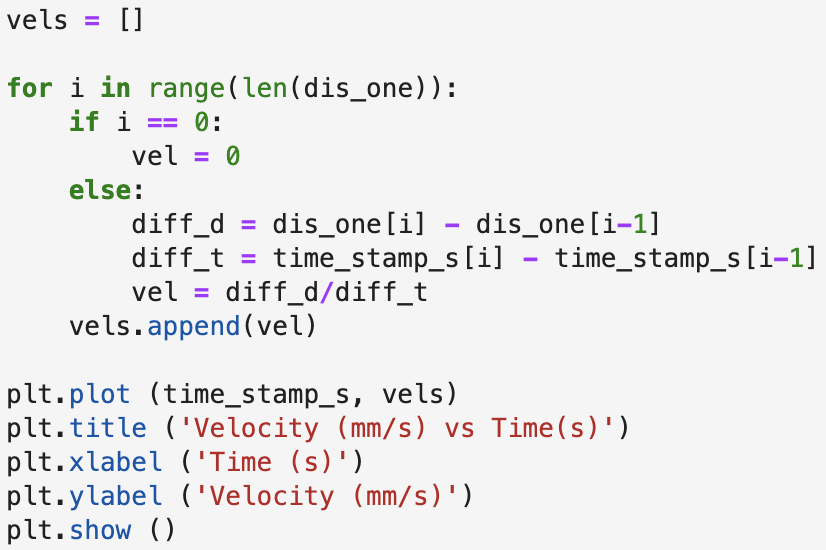 vels = []

for i in range(len(dis_one)):
    if i == 0:
        vel = 0
    else:
        diff_d = dis_one[i] - dis_one[i-1]
        diff_t = time_stamp_s[i] - time_stamp_s[i-1]
        vel = diff_d/diff_t
    vels.append(vel)

plt.plot (time_stamp_s, vels)
plt.title ('Velocity (mm/s) vs Time(s)')
plt.xlabel ('Time (s)')
plt.ylabel ('Velocity (mm/s)')
plt.show ()